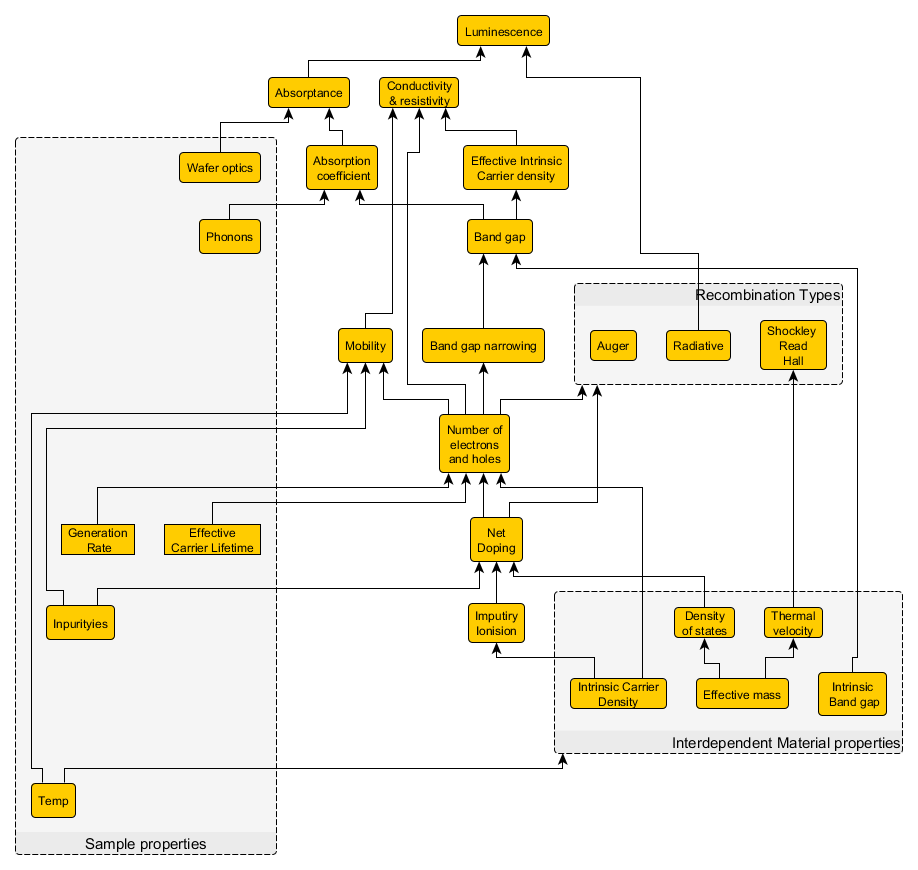 Luminescence
Absorptance
Conductivity
& resistivity
Wafer optics
Absorption
coefficient
Effective Intrinsic
Carrier density
Phonons
Band gap
Recombination Types
Mobility
Band gap narrowing
Auger
Radiative
Shockley
Read
Hall
Number of
electrons
and holes
Generation
Rate
Effective
Carrier Lifetime
Net
Doping
Inpurityies
Imputiry
Ionision
Density
of states
Thermal
velocity
Intrinsic Carrier
Density
Effective mass
Intrinsic
Band gap
Interdependent Material properties
Temp
Sample properties